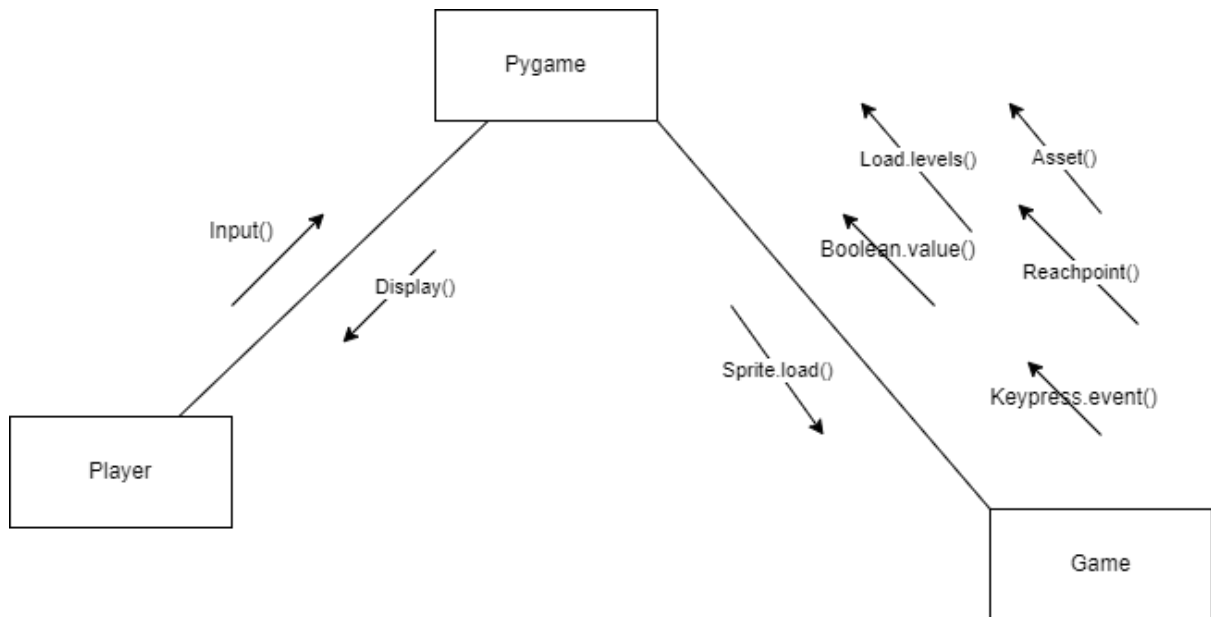 Pygame
Load.levels()
Asset()
Input()
Boolean.value()
Reachpoint()
Display()
Sprite.load()
Keypress.event()
Player
Game